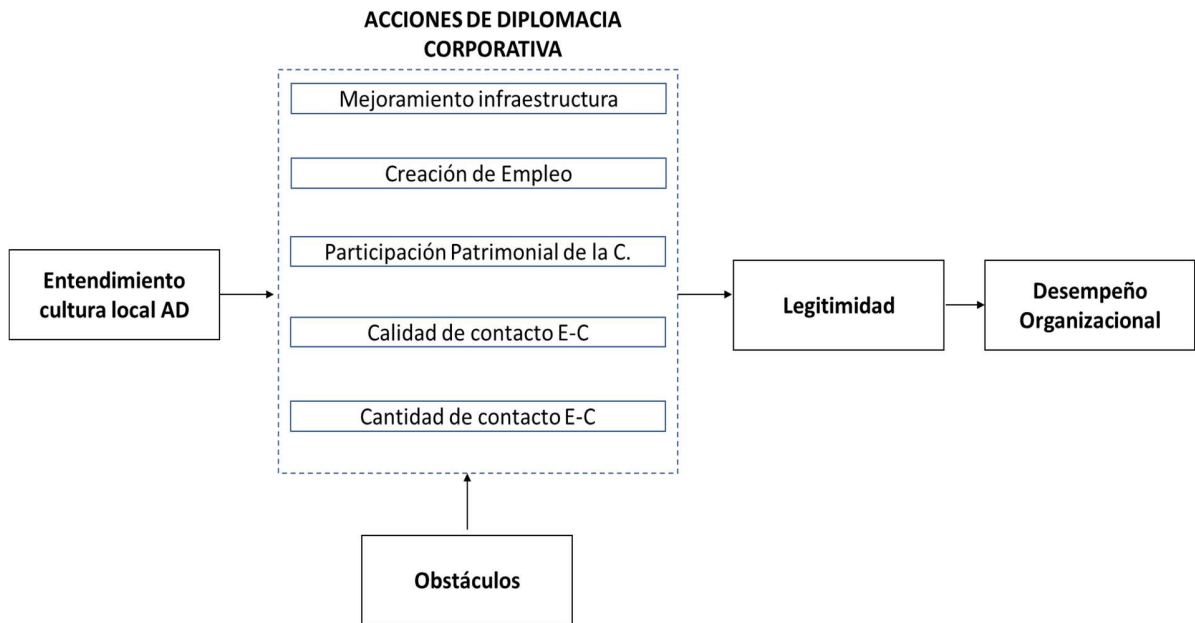 ACCIONES DE DIPLOMACIA
CORPORATIVA
Mejoramiento infraestructura
Creación de Empleo
Participación Patrimonial de la C.
Calidad de contacto E-C
Cantidad de contacto E-C
Entendimiento
cultura local AD
Legitimidad
Desempeño
Organizacional
Obstáculos